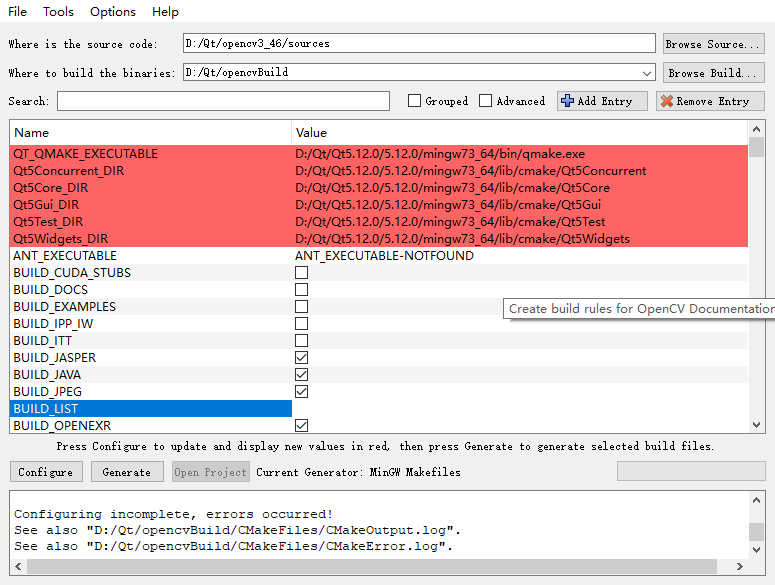 File Tools Options Help
Where is the source code: D:/Qt/opencv3_46/sources Browse Source...
Where to build the binaries: D:/Qt/opencvBuild Browse Build...
Search: Grouped Advanced Add Entry Remove Entry
Name Value
QT_QMAKE_EXECUTABLE D:/Qt/Qt5.12.0/5.12.0/mingw73_64/bin/qmake.exe
Qt5Concurrent_DIR D:/Qt/Qt5.12.0/5.12.0/mingw73_64/lib/cmake/Qt5Concurrent
Qt5Core_DIR D:/Qt/Qt5.12.0/5.12.0/mingw73_64/lib/cmake/Qt5Core
Qt5Gui_DIR D:/Qt/Qt5.12.0/5.12.0/mingw73_64/lib/cmake/Qt5Gui
Qt5Test_DIR D:/Qt/Qt5.12.0/5.12.0/mingw73_64/lib/cmake/Qt5Test
Qt5Widgets_DIR D:/Qt/Qt5.12.0/5.12.0/mingw73_64/lib/cmake/Qt5Widgets
ANT_EXECUTABLE ANT_EXECUTABLE-NOTFOUND
BUILD_CUDA_STUBS
BUILD_DOCS
BUILD_EXAMPLES
Create build rules for OpenCV Documentation
BUILD_IPP_IW
BUILD_ITT
BUILD_JASPER
BUILD_JAVA
BUILD_JPEG
BUILD_LIST
BUILD_OPENEXR
Press Configure to update and display new values in red, then press Generate to generate selected build files.
Configure Generate Open Project Current Generator: MinGW Makefiles
Configuring incomplete, errors occurred!
See also "D:/Qt/opencvBuild/CMakeFiles/CMakeOutput.log".
See also "D:/Qt/opencvBuild/CMakeFiles/CMakeError.log".